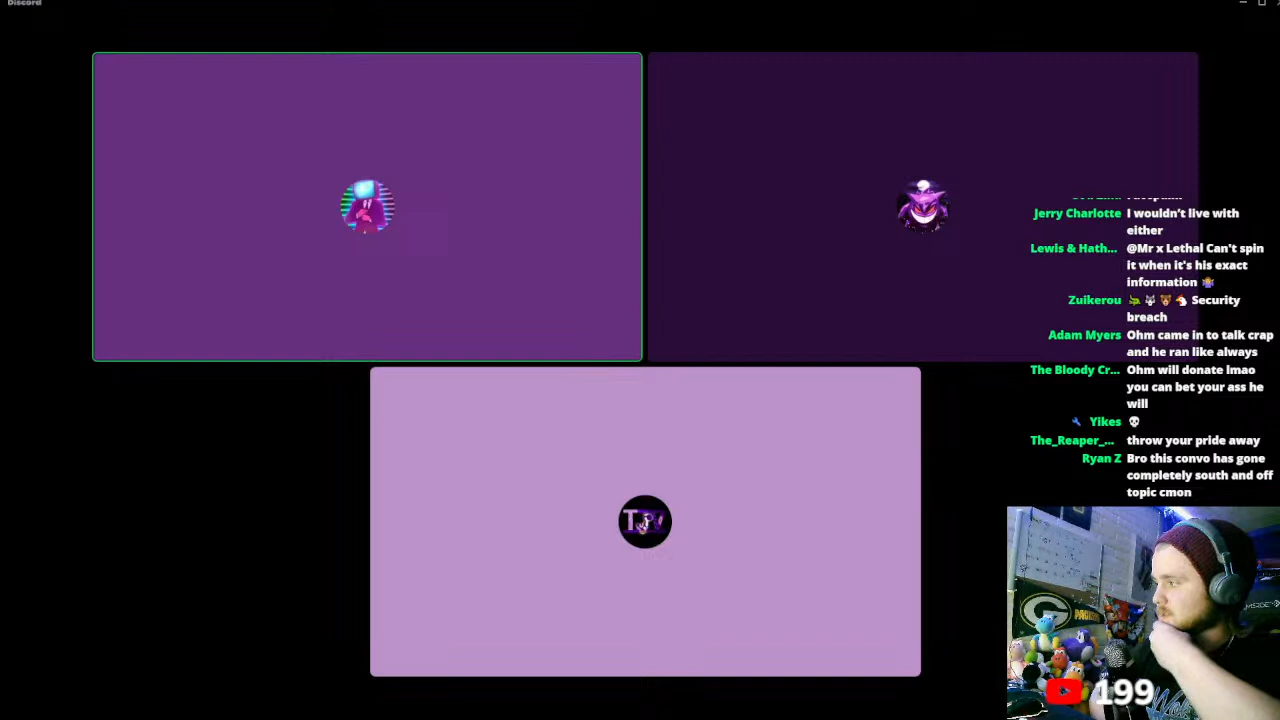 Discord
Jerry Charlotte I wouldn't live with
either
Lewis & Hath... @Mr x Lethal Can't spin
it when it's his exact
information 🤷‍♀️
Zuikerou 🐊 🐺 🐻 🐔 Security
breach
Adam Myers Ohm came in to talk crap
and he ran like always
The Bloody Cr... Ohm will donate lmao
you can bet your ass he
will
Yikes 💀
The_Reaper_... throw your pride away
Ryan Z Bro this convo has gone
completely south and off
topic cmon
G
199